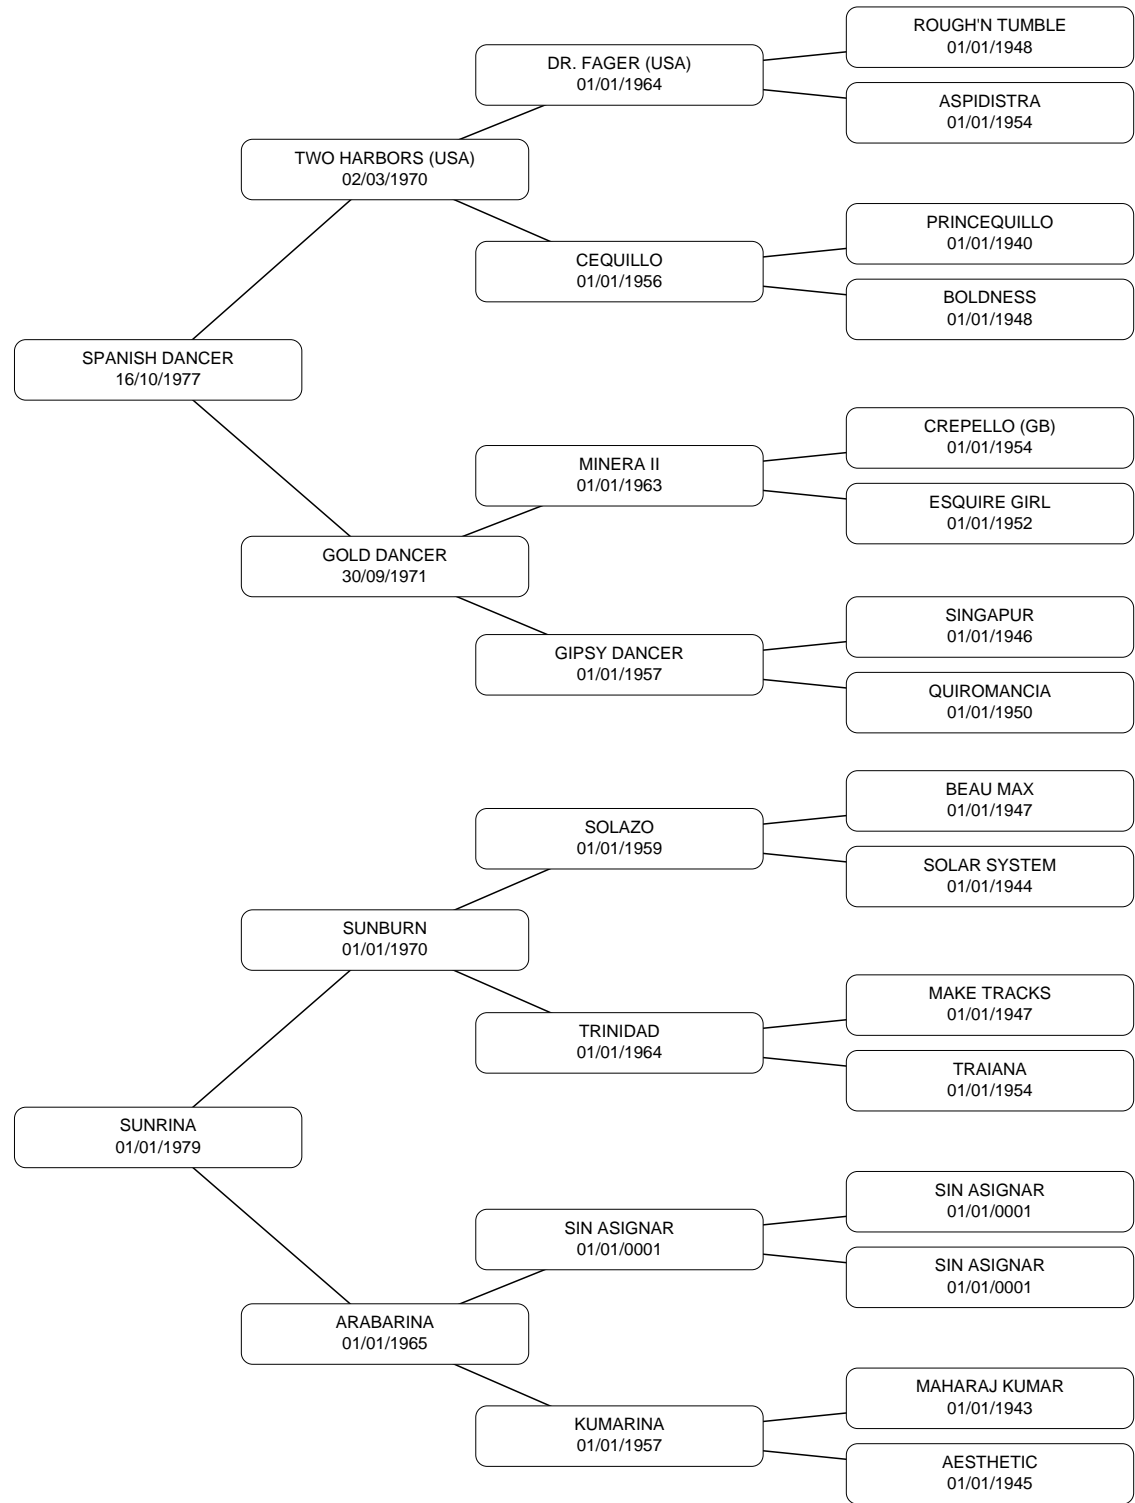 ROUGH'N TUMBLE
01/01/1948
DR. FAGER (USA)
01/01/1964
ASPIDISTRA
01/01/1954
TWO HARBORS (USA)
02/03/1970
PRINCEQUILLO
01/01/1940
CEQUILLO
01/01/1956
BOLDNESS
01/01/1948
SPANISH DANCER
16/10/1977
CREPELLO (GB)
01/01/1954
MINERA II
01/01/1963
ESQUIRE GIRL
01/01/1952
GOLD DANCER
30/09/1971
SINGAPUR
01/01/1946
GIPSY DANCER
01/01/1957
QUIROMANCIA
01/01/1950
BEAU MAX
01/01/1947
SOLAZO
01/01/1959
SOLAR SYSTEM
01/01/1944
SUNBURN
01/01/1970
MAKE TRACKS
01/01/1947
TRINIDAD
01/01/1964
TRAIANA
01/01/1954
SUNRINA
01/01/1979
SIN ASIGNAR
01/01/0001
SIN ASIGNAR
01/01/0001
SIN ASIGNAR
01/01/0001
ARABARINA
01/01/1965
MAHARAJ KUMAR
01/01/1943
KUMARINA
01/01/1957
AESTHETIC
01/01/1945